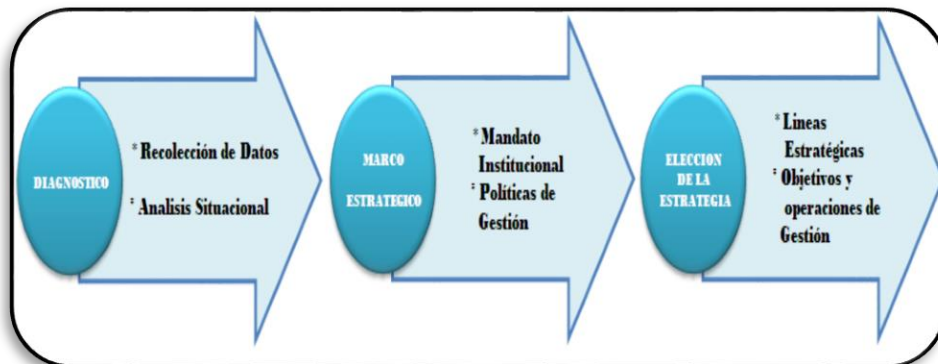 DIAGNOSTICO
* Recolección de Datos
* Analisis Situacional
MARCO
ESTRATEGICO
* Mandato
Institucional
* Políticas de
Gestión
ELECCION
DE LA
ESTRATEGIA
* Lineas
Estratégicas
* Objetivos y
operaciones de
Gestión